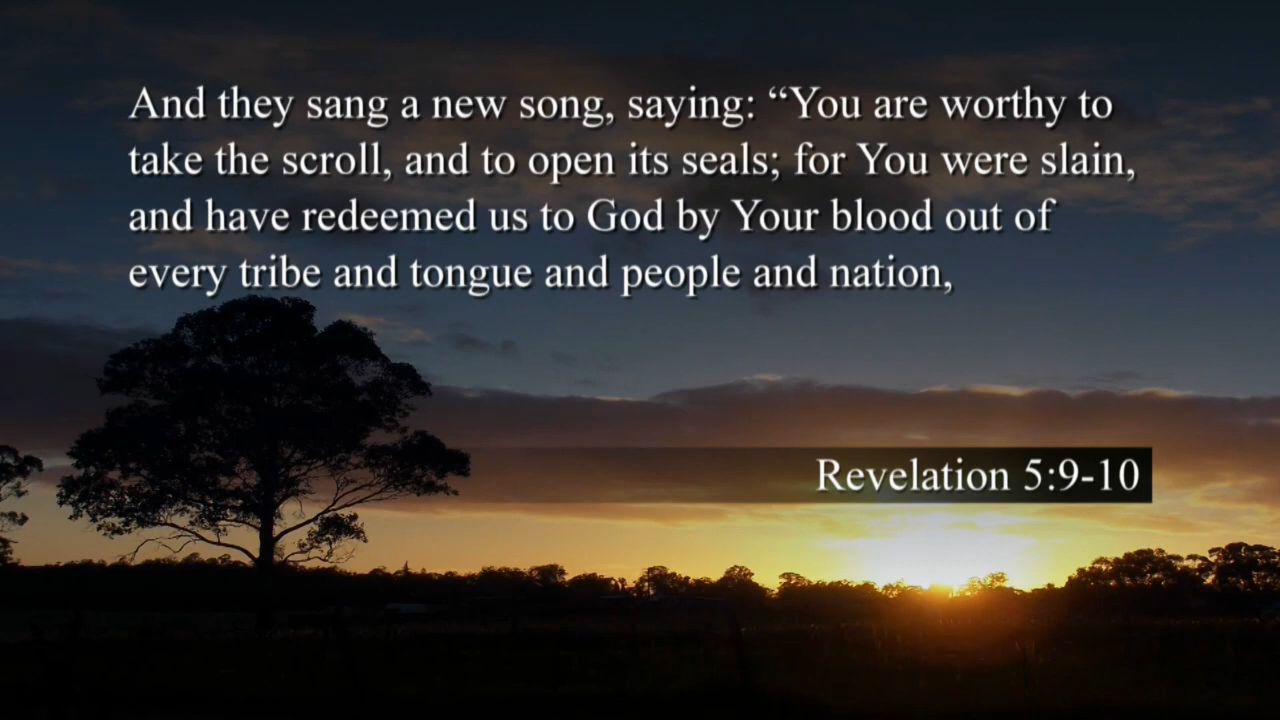 And they sang a new song, saying: “You are worthy to
take the scroll, and to open its seals; for You were slain,
and have redeemed us to God by Your blood out of
every tribe and tongue and people and nation,
Revelation 5:9-10